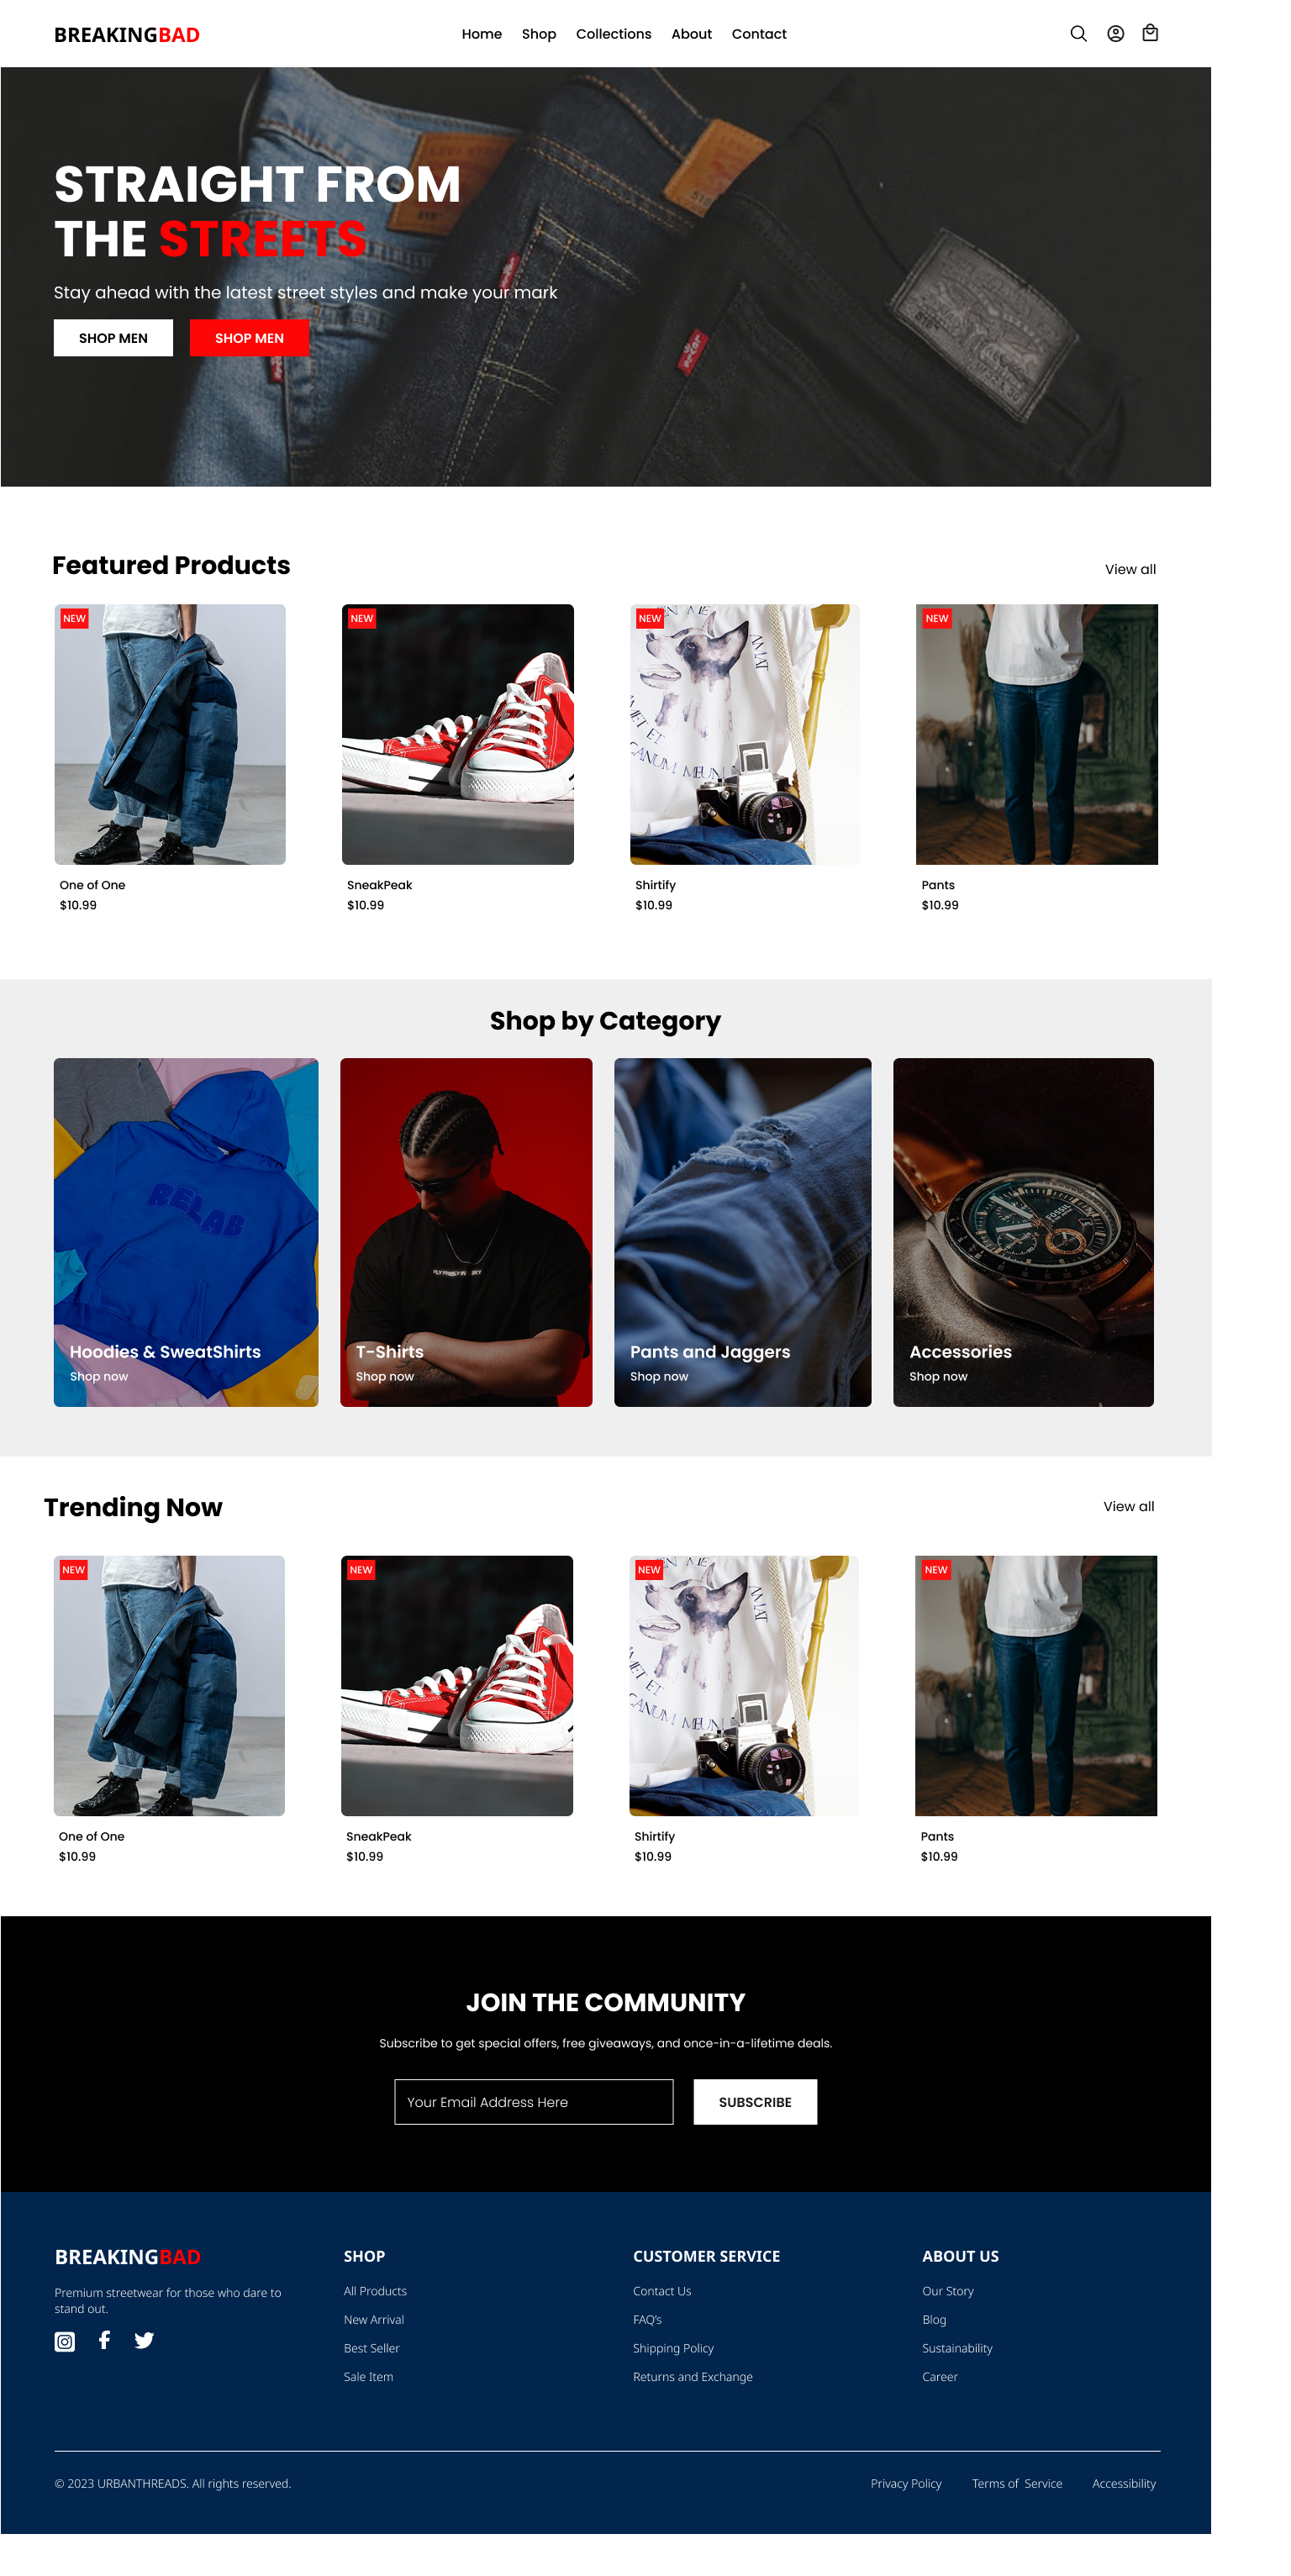 BREAKINGBAD
Home Shop Collections About Contact
STRAIGHT FROM
THE STREETS
Stay ahead with the latest street styles and make your mark
SHOP MEN SHOP MEN
Featured Products
View all
NEW NEW NEW NEW
AMAT
CANUM MEUM
One of One SneakPeak Shirtify Pants
$10.99 $10.99 $10.99 $10.99
Shop by Category
RELAB
FOSSIL
Hoodies & SweatShirts T-Shirts Pants and Jaggers Accessories
Shop now Shop now Shop now Shop now
Trending Now
View all
NEW NEW NEW NEW
AMAT
CANUM MEUM
One of One SneakPeak Shirtify Pants
$10.99 $10.99 $10.99 $10.99
JOIN THE COMMUNITY
Subscribe to get special offers, free giveaways, and once-in-a-lifetime deals.
Your Email Address Here SUBSCRIBE
BREAKINGBAD
Premium streetwear for those who dare to
stand out.
SHOP
All Products
New Arrival
Best Seller
Sale Item
CUSTOMER SERVICE
Contact Us
FAQ's
Shipping Policy
Returns and Exchange
ABOUT US
Our Story
Blog
Sustainability
Career
© 2023 URBANTHREADS. All rights reserved.
Privacy Policy Terms of Service Accessibility